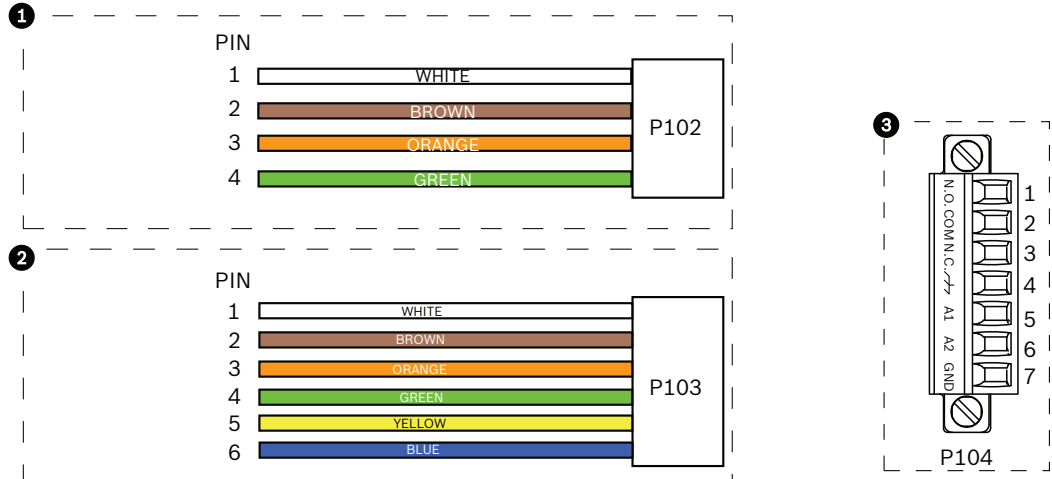 1
PIN
1 WHITE
2 BROWN
3 ORANGE
4 GREEN
P102
2
PIN
1 WHITE
2 BROWN
3 ORANGE
4 GREEN
5 YELLOW
6 BLUE
P103
3
N.O. 1
COM 2
N.C. 3
4
A1 5
A2 6
GND 7
P104